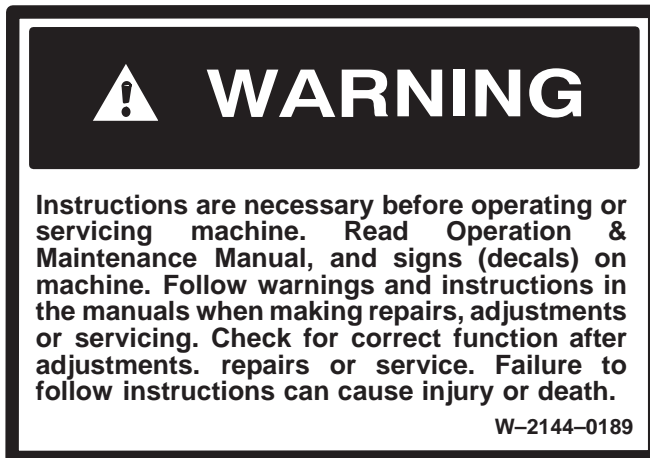 WARNING
Instructions are necessary before operating or
servicing machine. Read Operation &
Maintenance Manual, and signs (decals) on
machine. Follow warnings and instructions in
the manuals when making repairs, adjustments
or servicing. Check for correct function after
adjustments. repairs or service. Failure to
follow instructions can cause injury or death.
W–2144–0189